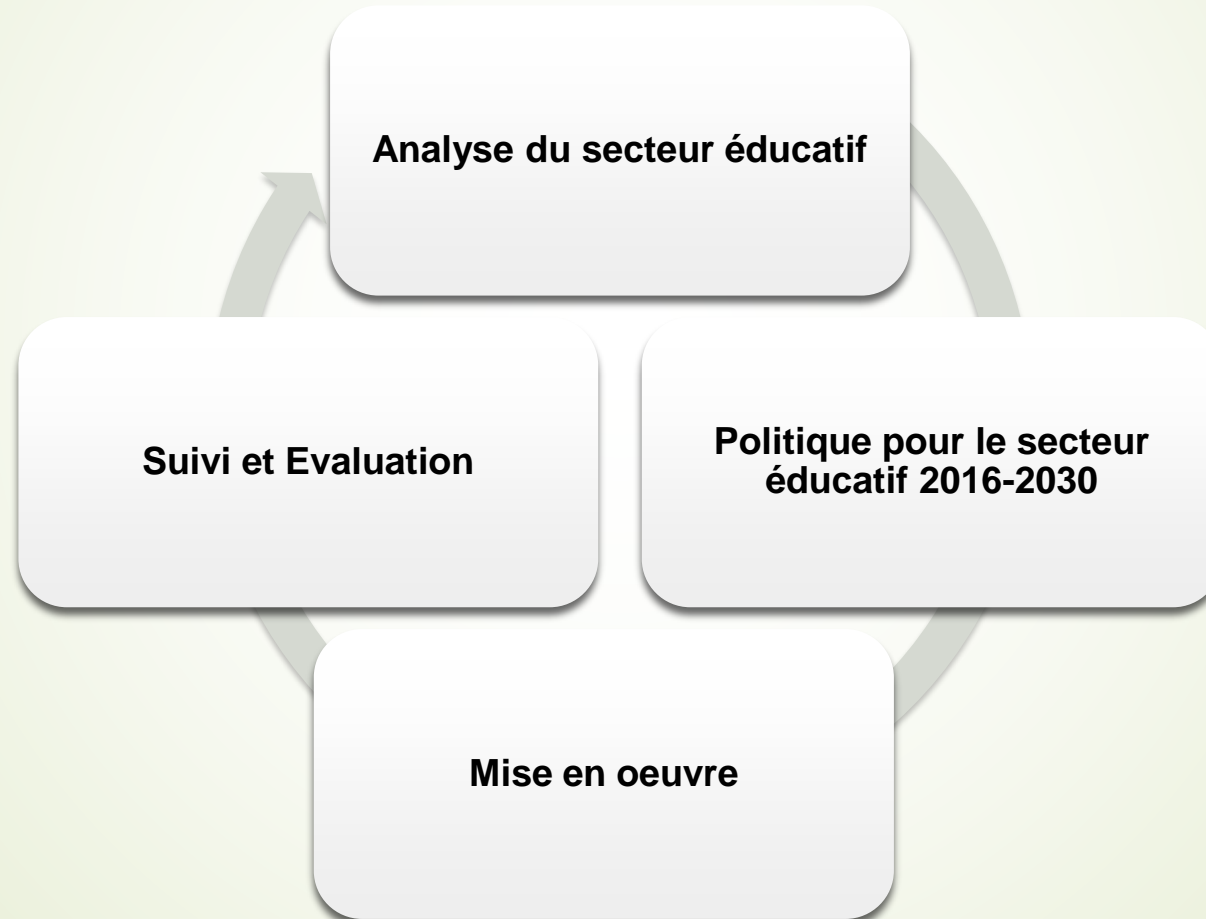 Analyse du secteur éducatif
Politique pour le secteur
éducatif 2016-2030
Mise en oeuvre
Suivi et Evaluation